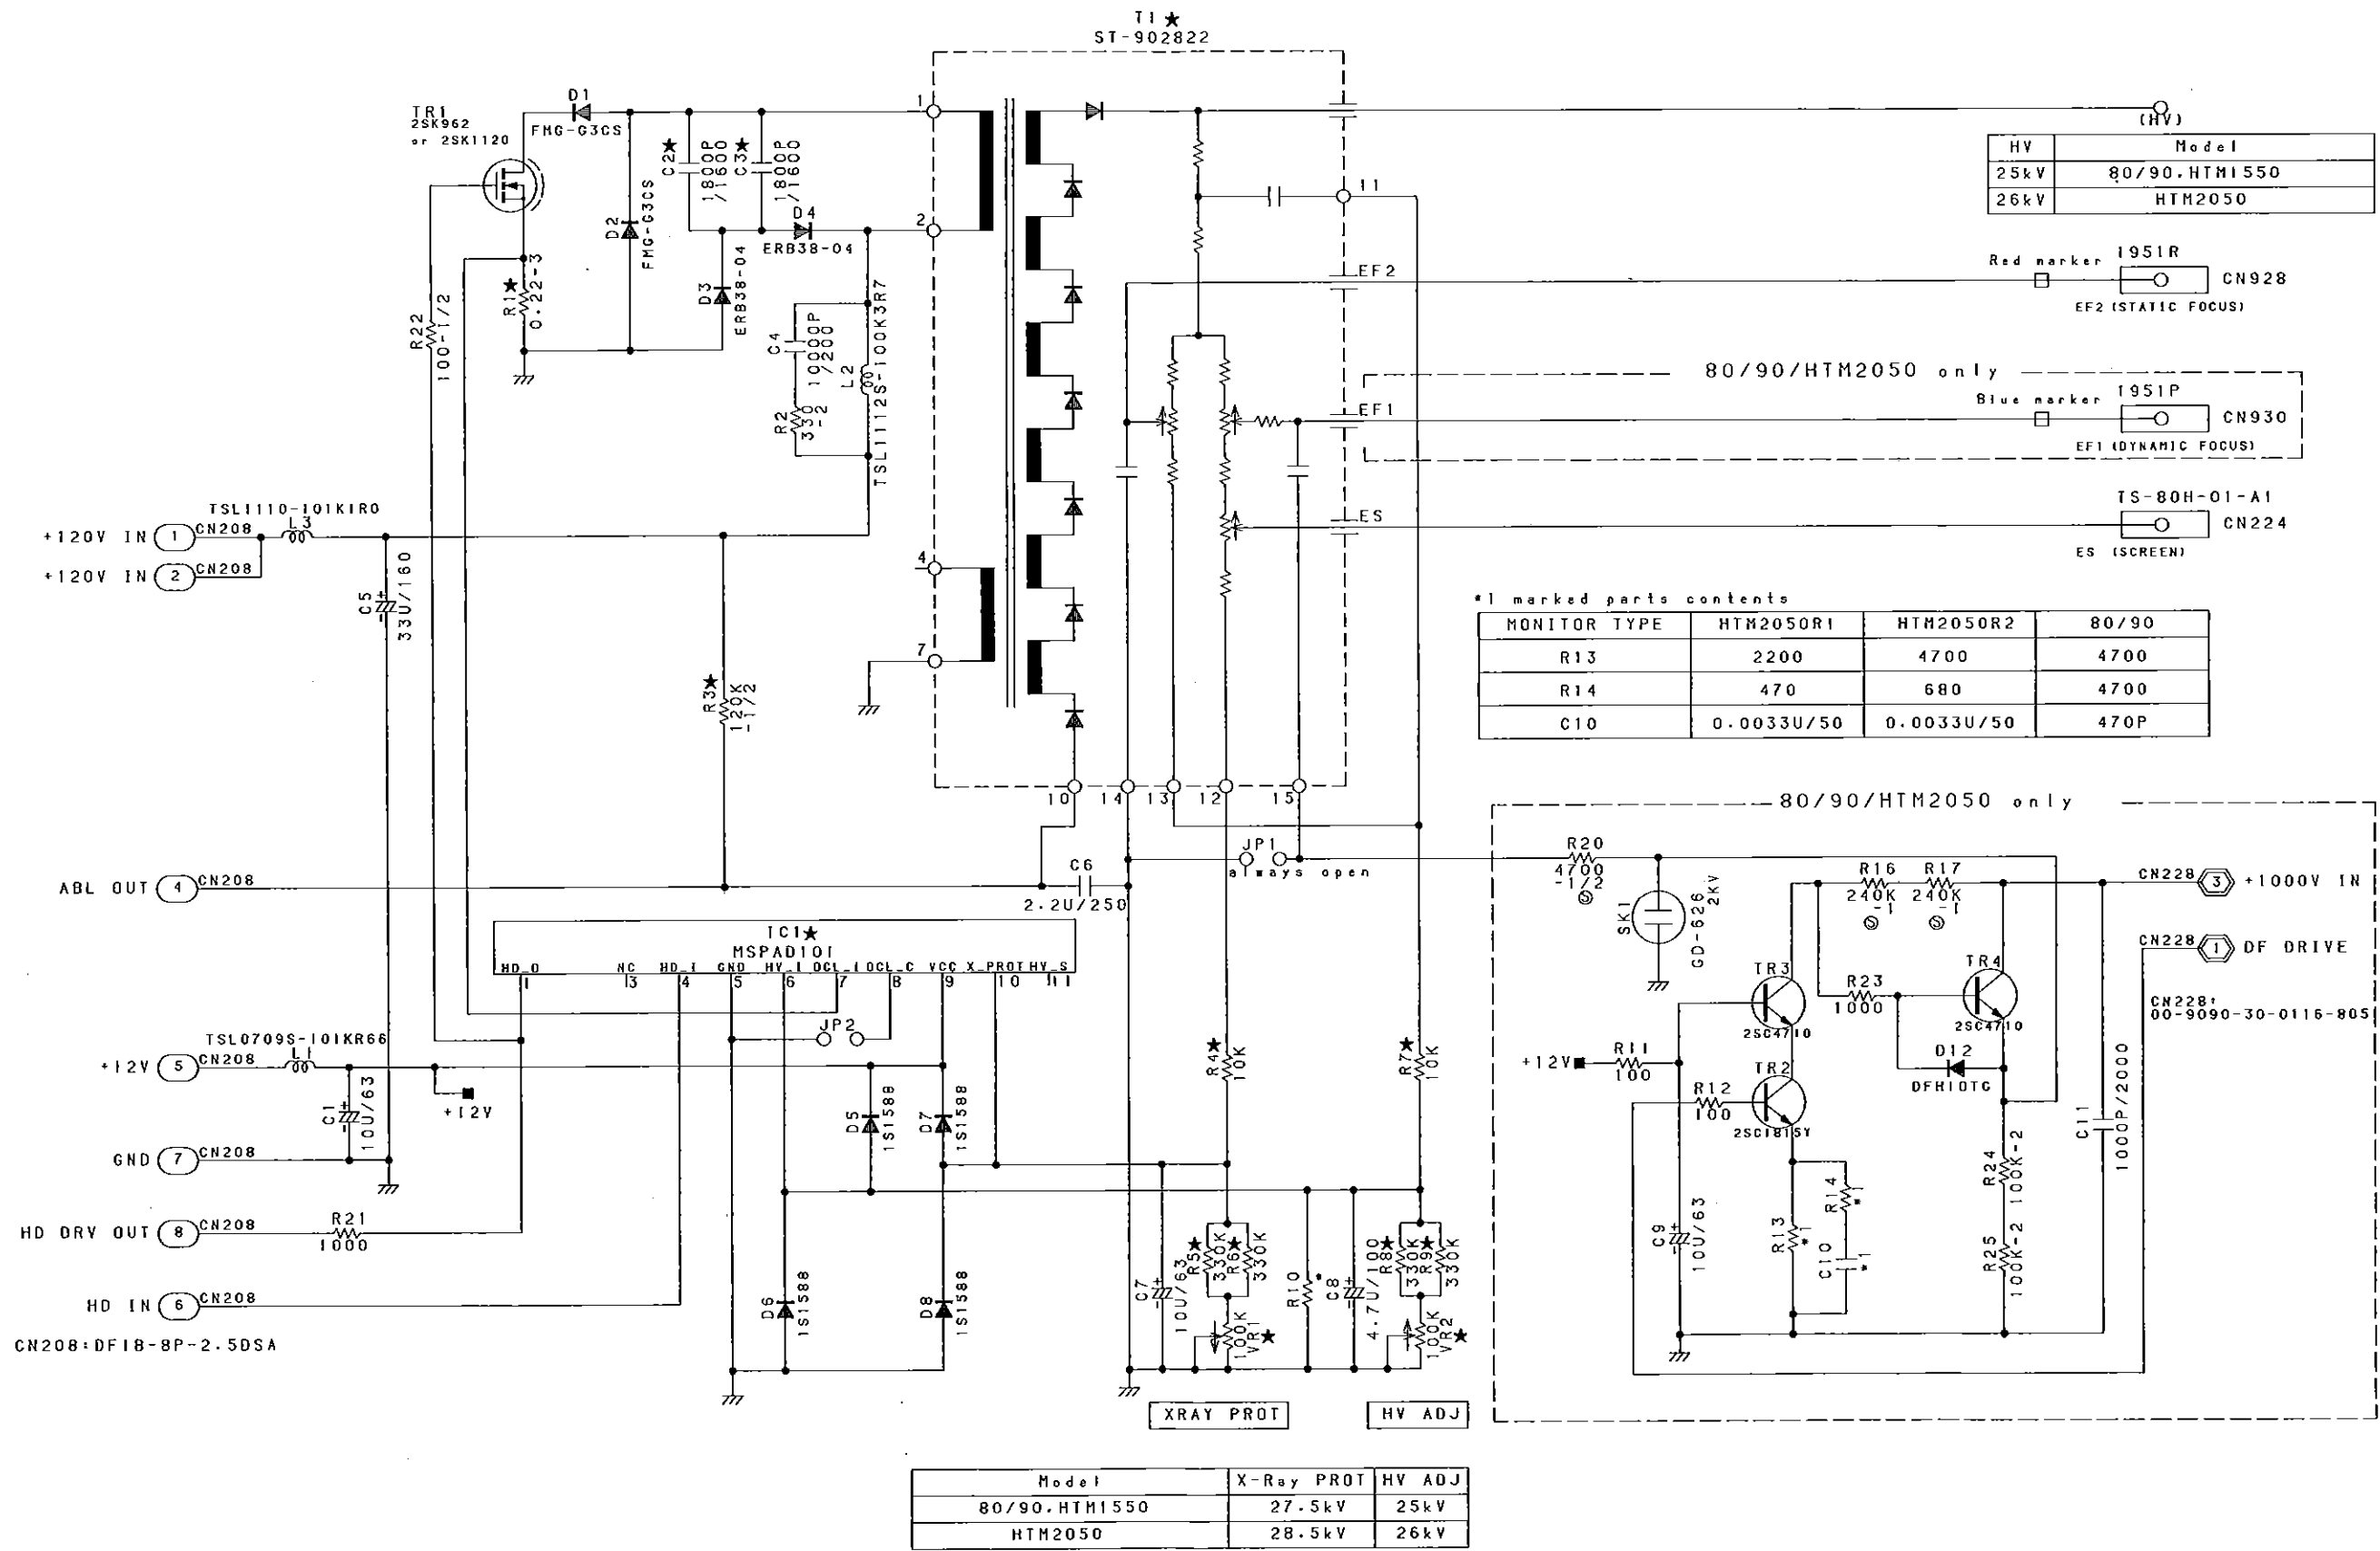 T1★
ST-902822
TR1
2SK962
or 2SK1120
D1
FMG-G3CS
D2
FMG-G3CS
C2★
1800P
/1600
C3★
1800P
/1600
D4
ERB38-04
D3
ERB38-04
R1★
0.22-3
R22
100-1/2
C4
10000P
/200
R2
330
-2
L2
TSL1112S-100K3R7
1
2
4
7
11
EF2
EF1
ES
10
14
13
12
15
(HV)
HV Model
25kV 80/90.HTM1550
26kV HTM2050
Red marker
1951R
CN928
EF2 (STATIC FOCUS)
80/90/HTM2050 only
Blue marker
1951P
CN930
EF1 (DYNAMIC FOCUS)
TS-80H-01-A1
CN224
ES (SCREEN)
TSL1110-101K1R0
L3
+120V IN 1 CN208
+120V IN 2 CN208
C5
33U/160
R3★
120K
-1/2
*1 marked parts contents
MONITOR TYPE HTM2050R1 HTM2050R2 80/90
R13 2200 4700 4700
R14 470 680 4700
C10 0.0033U/50 0.0033U/50 470P
ABL OUT 4 CN208
C6
2.2U/250
JP1
always open
IC1★
MSPAD101
HD_O NC HD_I GND HV_I OCL_I OCL_C VCC X_PROT HV_S
1 3 4 5 6 7 8 9 10 11
JP2
TSL0709S-101KR66
L1
+12V 5 CN208
C1
10U/63
+12V
GND 7 CN208
HD DRV OUT 8 CN208
R21
1000
HD IN 6 CN208
CN208:DF18-8P-2.5DSA
D5
1S1588
D7
1S1588
D6
1S1588
D8
1S1588
R4★
10K
R7★
10K
C7
10U/63
R5★
330K
R6★
330K
100K
VR1★
R10
*
C8
4.7U/100
R8★
330K
R9★
330K
100K
VR2★
XRAY PROT
HV ADJ
80/90/HTM2050 only
R20
4700
-1/2
Ⓢ
SK1
GD-626
2KV
R16
240K
-1
Ⓢ
R17
240K
-1
Ⓢ
CN228 3 +1000V IN
CN228 1 DF DRIVE
CN228:
00-9090-30-0116-805
TR3
2SC4710
R23
1000
TR4
2SC4710
D12
DFH10TG
+12V
R11
100
R12
100
TR2
2SC1815Y
C9
10U/63
R13
*1
R14
*1
C10
*1
R24
100K-2
R25
100K-2
C11
1000P/2000
Model X-Ray PROT HV ADJ
80/90.HTM1550 27.5kV 25kV
HTM2050 28.5kV 26kV